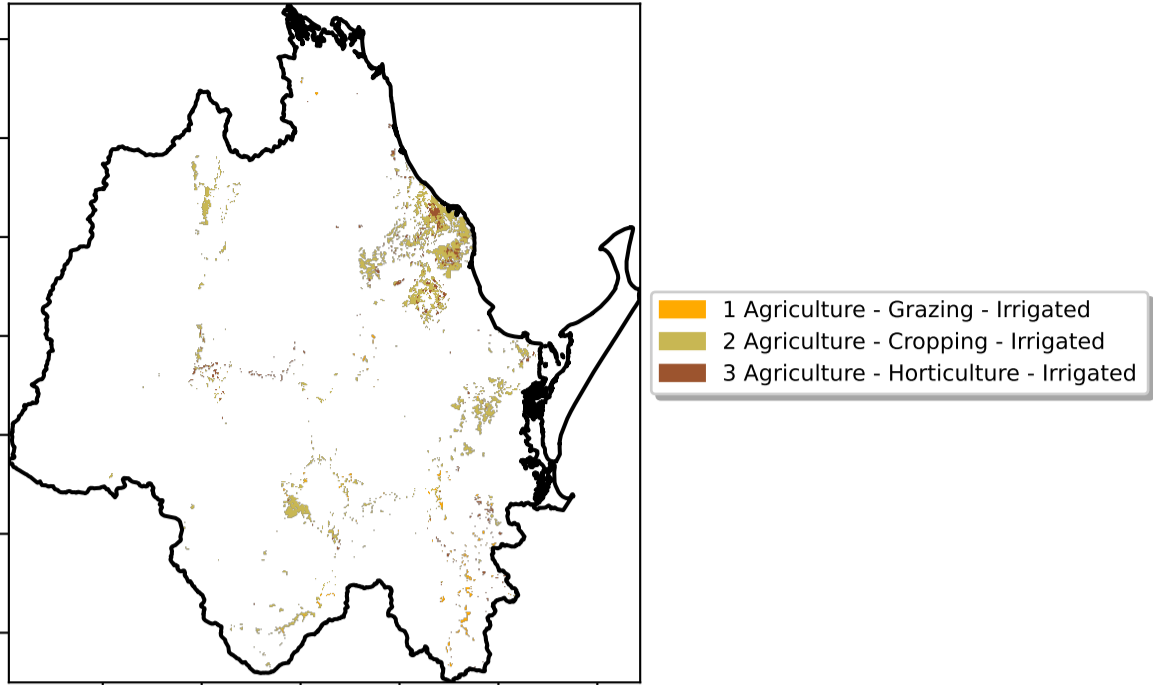 1 Agriculture - Grazing - Irrigated
2 Agriculture - Cropping - Irrigated
3 Agriculture - Horticulture - Irrigated